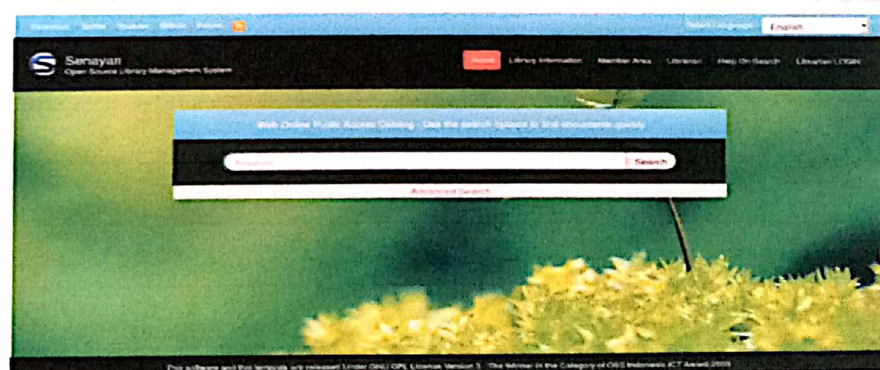 Facebook Twitter Youtube Github Forum Select Language English
Senayan
Open Source Library Management System
Home Library Information Member Area Librarian Help On Search Librarian LOGIN
Web Online Public Access Catalog - Use the search options to find documents quickly
Keyword Search
Advanced Search
This software and this template are released Under GNU GPL License Version 3. The Winner in the Category of OSS Indonesia ICT Award 2009